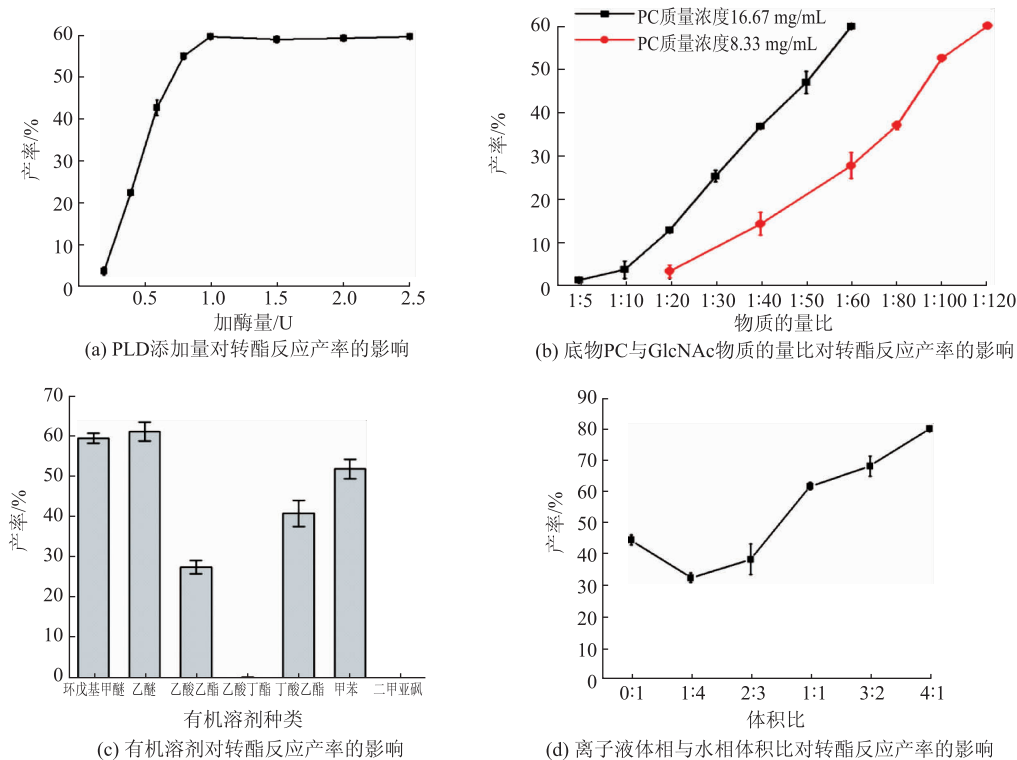 60
50
40
30
20
10
0
产率/%
0.5 1.0 1.5 2.0 2.5
加酶量/U
(a) PLD添加量对转酯反应产率的影响
PC质量浓度16.67 mg/mL
PC质量浓度8.33 mg/mL
60
50
40
30
20
10
0
产率/%
1:5 1:10 1:20 1:30 1:40 1:50 1:60 1:80 1:100 1:120
物质的量比
(b) 底物PC与GlcNAc物质的量比对转酯反应产率的影响
70
60
50
40
30
20
10
0
产率/%
环戊基甲醚 乙醚 乙酸乙酯 乙酸丁酯 丁酸乙酯 甲苯 二甲亚砜
有机溶剂种类
(c) 有机溶剂对转酯反应产率的影响
90
80
70
60
50
40
30
20
10
0
产率/%
0:1 1:4 2:3 1:1 3:2 4:1
体积比
(d) 离子液体相与水相体积比对转酯反应产率的影响